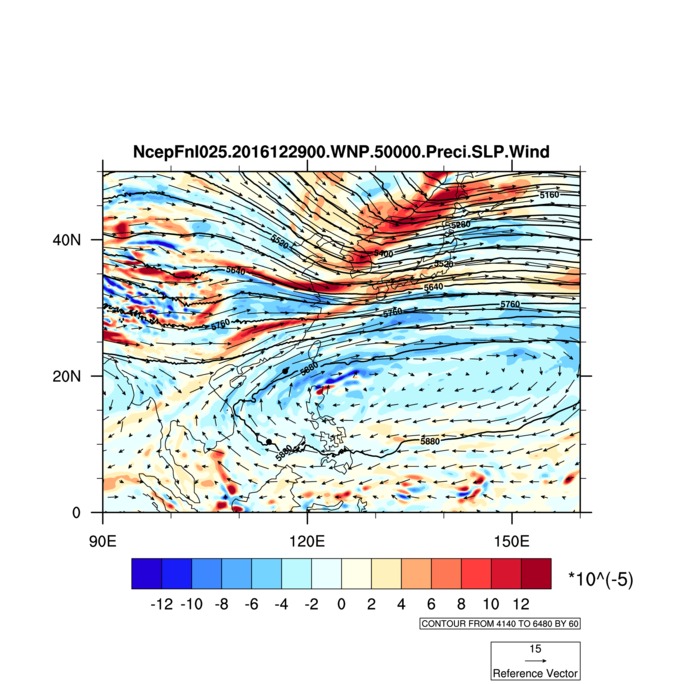 NcepFnl025.2016122900.WNP.50000.Preci.SLP.Wind
5160
5280
40N
5520
5400
5520
5640
5640
5760
5760
5760
5880
20N
5880
5880
0
90E 120E 150E
-12 -10 -8 -6 -4 -2 0 2 4 6 8 10 12
*10^(-5)
CONTOUR FROM 4140 TO 6480 BY 60
15
Reference Vector